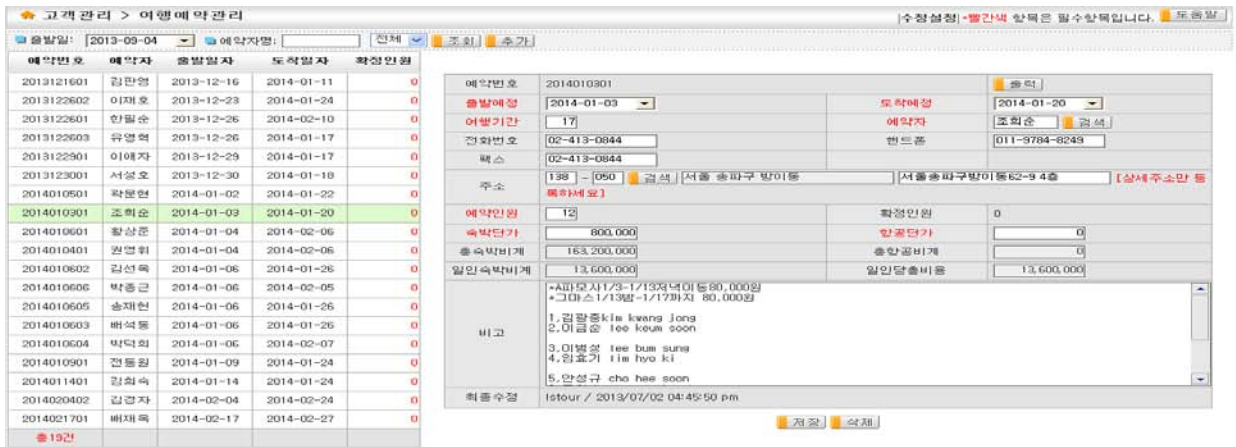 고객관리 > 여행예약관리
|수정설정| *빨간색 항목은 필수항목입니다. 도움말
출발일: 2013-09-04 예약자명: 전체 조회 추가
예약번호 예약자 출발일자 도착일자 확정인원
2013121601 김판영 2013-12-16 2014-01-11 0
2013122602 이재호 2013-12-23 2014-01-24 0
2013122601 한필순 2013-12-26 2014-02-10 0
2013122603 유영혁 2013-12-26 2014-01-17 0
2013122901 이애자 2013-12-29 2014-01-17 0
2013123001 서성호 2013-12-30 2014-01-18 0
2014010501 곽문현 2014-01-02 2014-01-22 0
2014010301 조희순 2014-01-03 2014-01-20 0
2014010601 황상준 2014-01-04 2014-02-06 0
2014010401 권영휘 2014-01-04 2014-02-06 0
2014010602 김선옥 2014-01-06 2014-01-26 0
2014010606 박종근 2014-01-06 2014-02-05 0
2014010605 송재헌 2014-01-06 2014-01-26 0
2014010603 배석동 2014-01-06 2014-01-26 0
2014010604 박덕희 2014-01-06 2014-02-07 0
2014010901 전동원 2014-01-09 2014-01-24 0
2014011401 김희숙 2014-01-14 2014-01-24 0
2014020402 김경자 2014-02-04 2014-02-24 0
2014021701 배재옥 2014-02-17 2014-02-27 0
총19건
예약번호 2014010301 출력
출발예정 2014-01-03 도착예정 2014-01-20
여행기간 17 예약자 조희순 검색
전화번호 02-413-0844 핸드폰 011-9784-8249
팩스 02-413-0844
주소 138 - 050 검색 서울 송파구 방이동 서울송파구방이동62-9 4층 [상세주소만 등
록하세요]
예약인원 12 확정인원 0
숙박단가 800,000 항공단가 0
총숙박비계 163,200,000 총항공비계 0
일인숙박비계 13,600,000 일인당총비용 13,600,000
비고
*A파모사1/3-1/13저녁이동80,000원
*그마스1/13밤-1/17까지 80,000원
1.김광종kim kwang jong
2.이금순 lee keum soon
3.이범성 lee bum sung
4.임효기 lim hyo ki
5.안성규 cho hee soon
최종수정 lstour / 2013/07/02 04:45:50 pm
저장 삭제